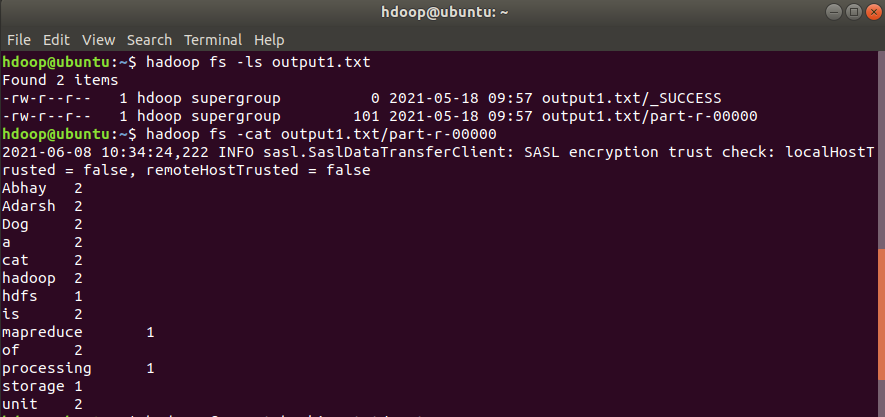 hdoop@ubuntu: ~
File Edit View Search Terminal Help
hdoop@ubuntu:~$ hadoop fs -ls output1.txt
Found 2 items
-rw-r--r--   1 hdoop supergroup          0 2021-05-18 09:57 output1.txt/_SUCCESS
-rw-r--r--   1 hdoop supergroup        101 2021-05-18 09:57 output1.txt/part-r-00000
hdoop@ubuntu:~$ hadoop fs -cat output1.txt/part-r-00000
2021-06-08 10:34:24,222 INFO sasl.SaslDataTransferClient: SASL encryption trust check: localHostT
rusted = false, remoteHostTrusted = false
Abhay	2
Adarsh	2
Dog	2
a	2
cat	2
hadoop	2
hdfs	1
is	2
mapreduce	1
of	2
processing	1
storage	1
unit	2